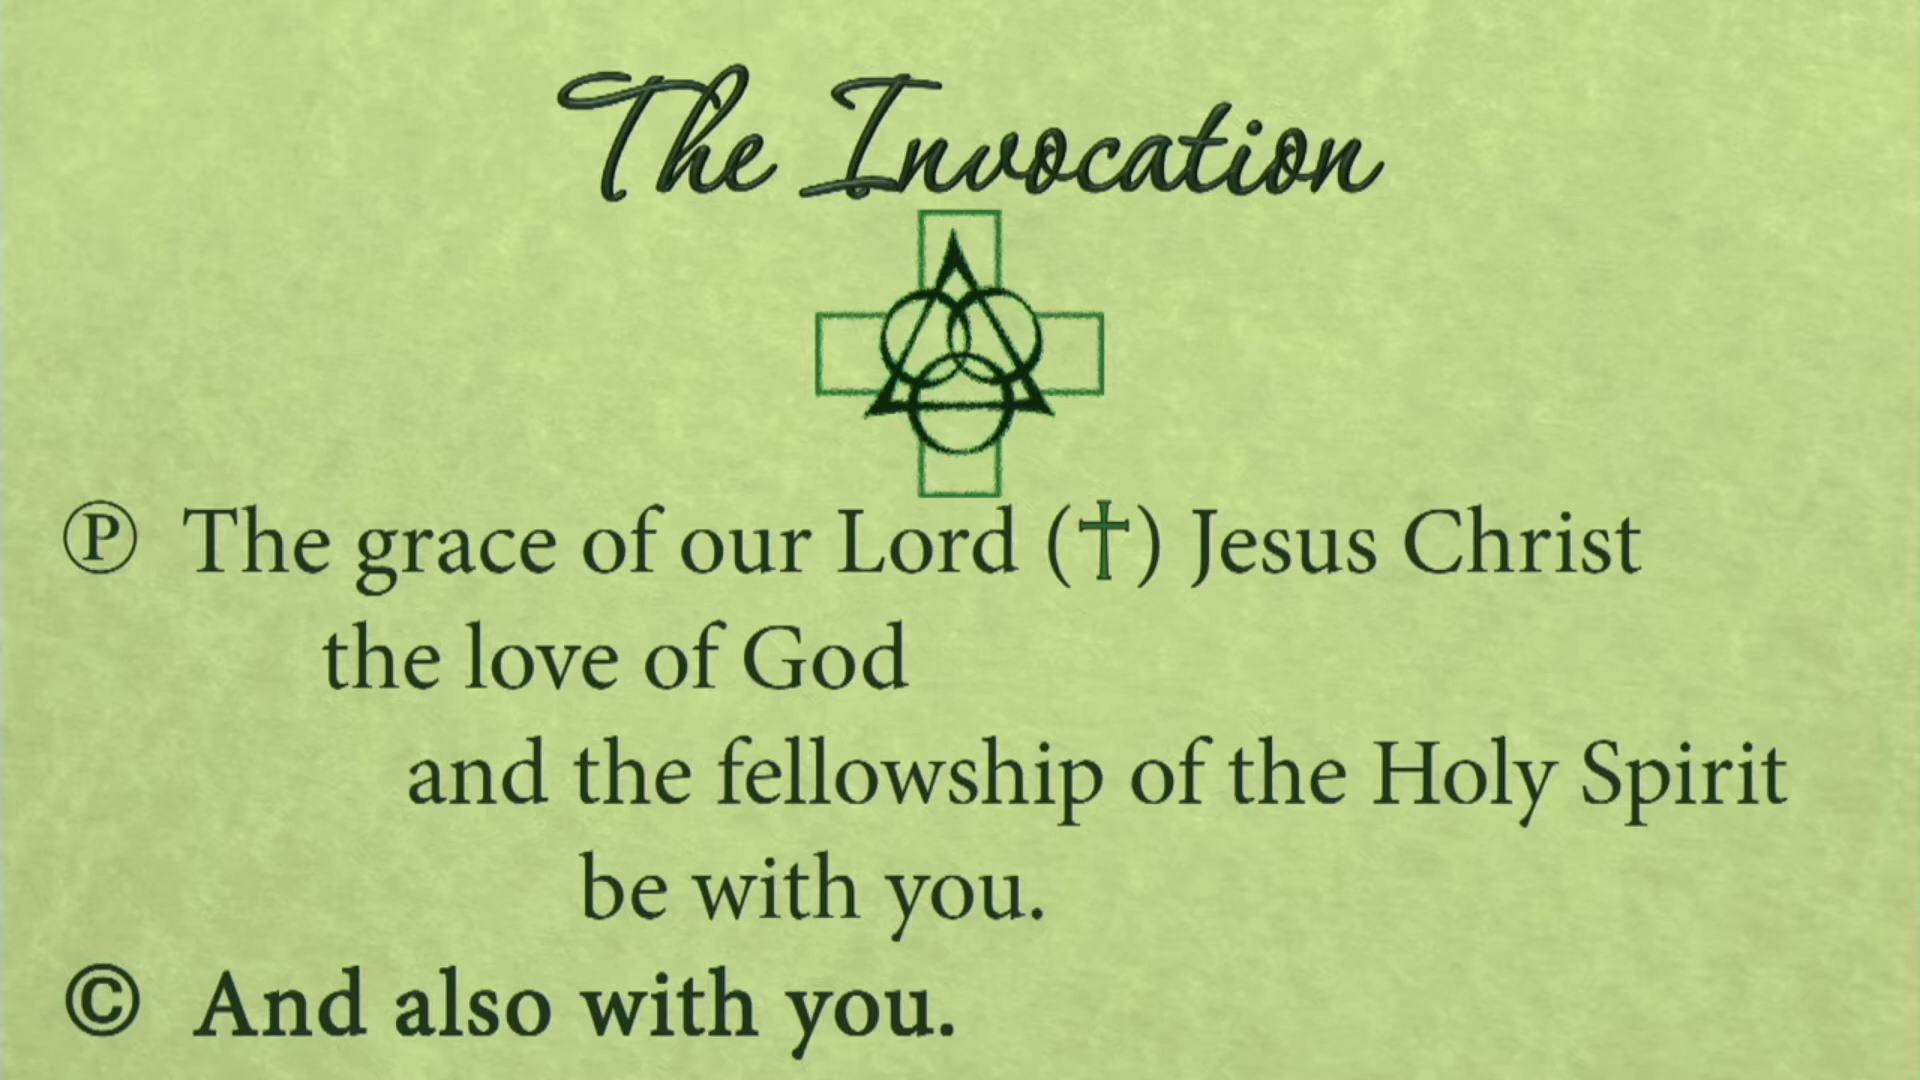 The Invocation
Ⓟ The grace of our Lord (†) Jesus Christ
the love of God
and the fellowship of the Holy Spirit
be with you.
© And also with you.